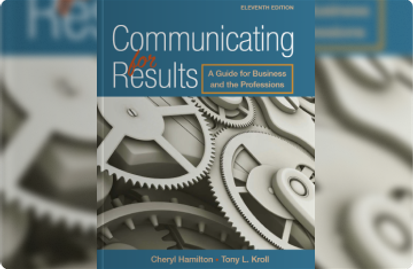 ELEVENTH EDITION
Communicating
for
Results
A Guide for Business
and the Professions
Cheryl Hamilton · Tony L. Kroll